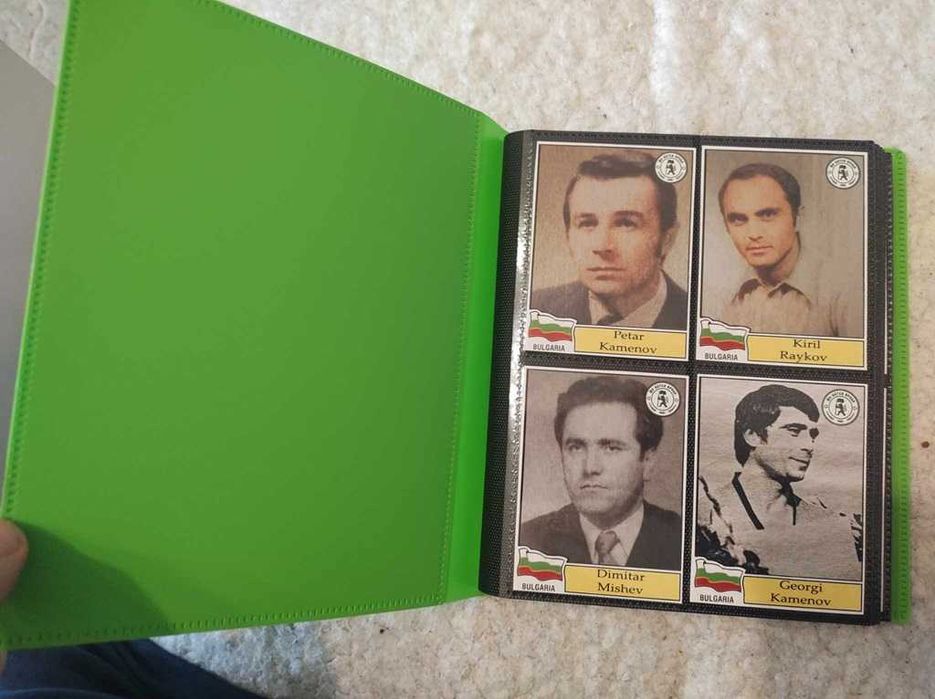 Petar
Kamenov
BULGARIA
Kiril
Raykov
BULGARIA
Dimitar
Mishev
BULGARIA
Georgi
Kamenov
BULGARIA